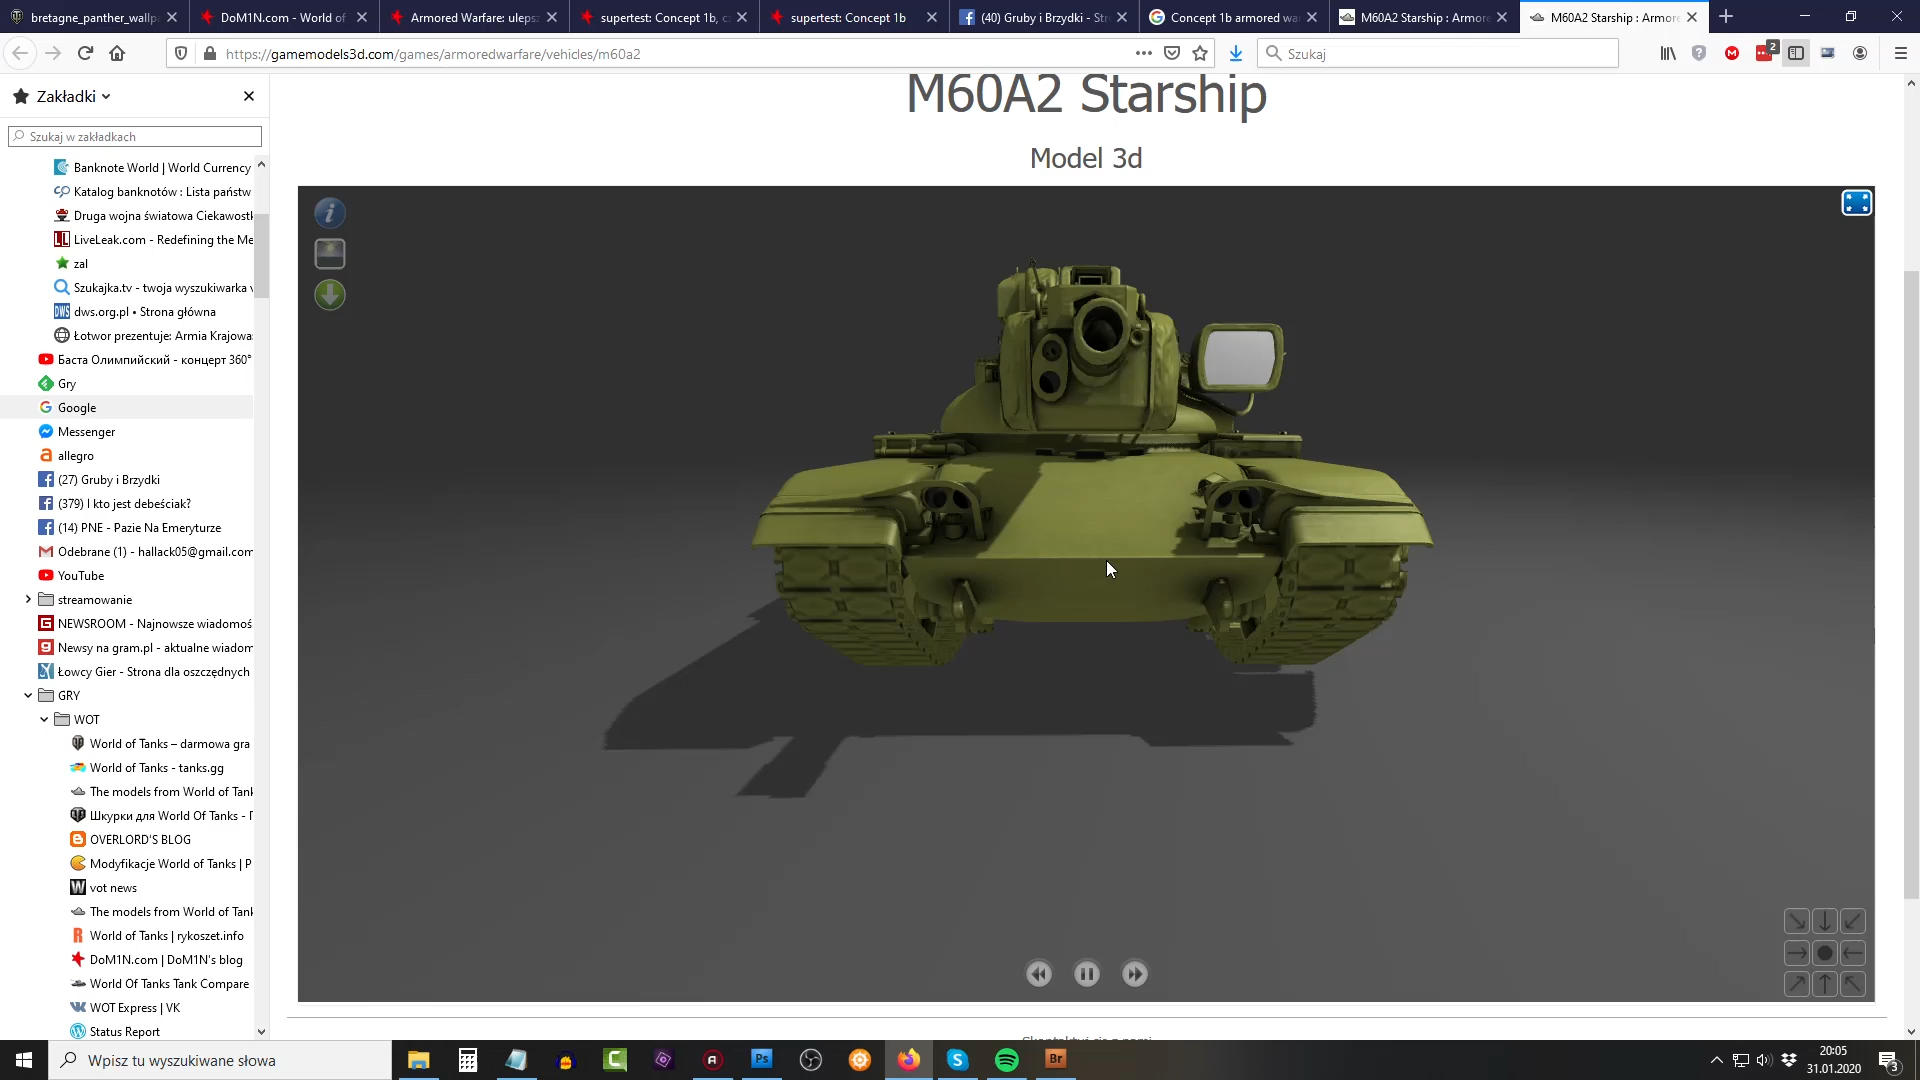 bretagne_panther_wallp
DoM1N.com - World of
Armored Warfare: uleps
supertest: Concept 1b, c
supertest: Concept 1b
(40) Gruby i Brzydki - St
Concept 1b armored wa
M60A2 Starship : Armor
M60A2 Starship : Armor
https://gamemodels3d.com/games/armoredwarfare/vehicles/m60a2
Szukaj
2
Zakładki
Szukaj w zakładkach
Banknote World | World Currency
Katalog banknotów : Lista państw
Druga wojna światowa Ciekawostk
LiveLeak.com - Redefining the Me
zal
Szukajka.tv - twoja wyszukiwarka
dws.org.pl • Strona główna
Łotwor prezentuje: Armia Krajowa
Баста Олимпийский - концерт 360°
Gry
Google
Messenger
allegro
(27) Gruby i Brzydki
(379) I kto jest debeściak?
(14) PNE - Pazie Na Emeryturze
Odebrane (1) - hallack05@gmail.com
YouTube
streamowanie
NEWSROOM - Najnowsze wiadomoś
Newsy na gram.pl - aktualne wiadom
Łowcy Gier - Strona dla oszczędnych
GRY
WOT
World of Tanks – darmowa gra
World of Tanks - tanks.gg
The models from World of Tank
Шкурки для World Of Tanks - Г
OVERLORD'S BLOG
Modyfikacje World of Tanks | P
vot news
The models from World of Tank
World of Tanks | rykoszet.info
DoM1N.com | DoM1N's blog
World Of Tanks Tank Compare
WOT Express | VK
Status Report
M60A2 Starship
Model 3d
Wpisz tu wyszukiwane słowa
Ps
Br
20:05
31.01.2020
3